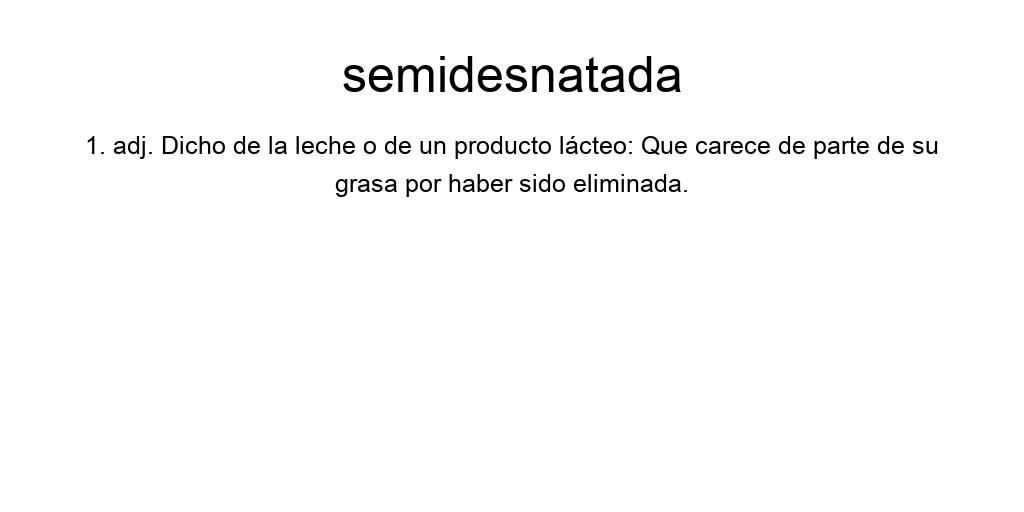 semidesnatada
1. adj. Dicho de la leche o de un producto lácteo: Que carece de parte de su
grasa por haber sido eliminada.